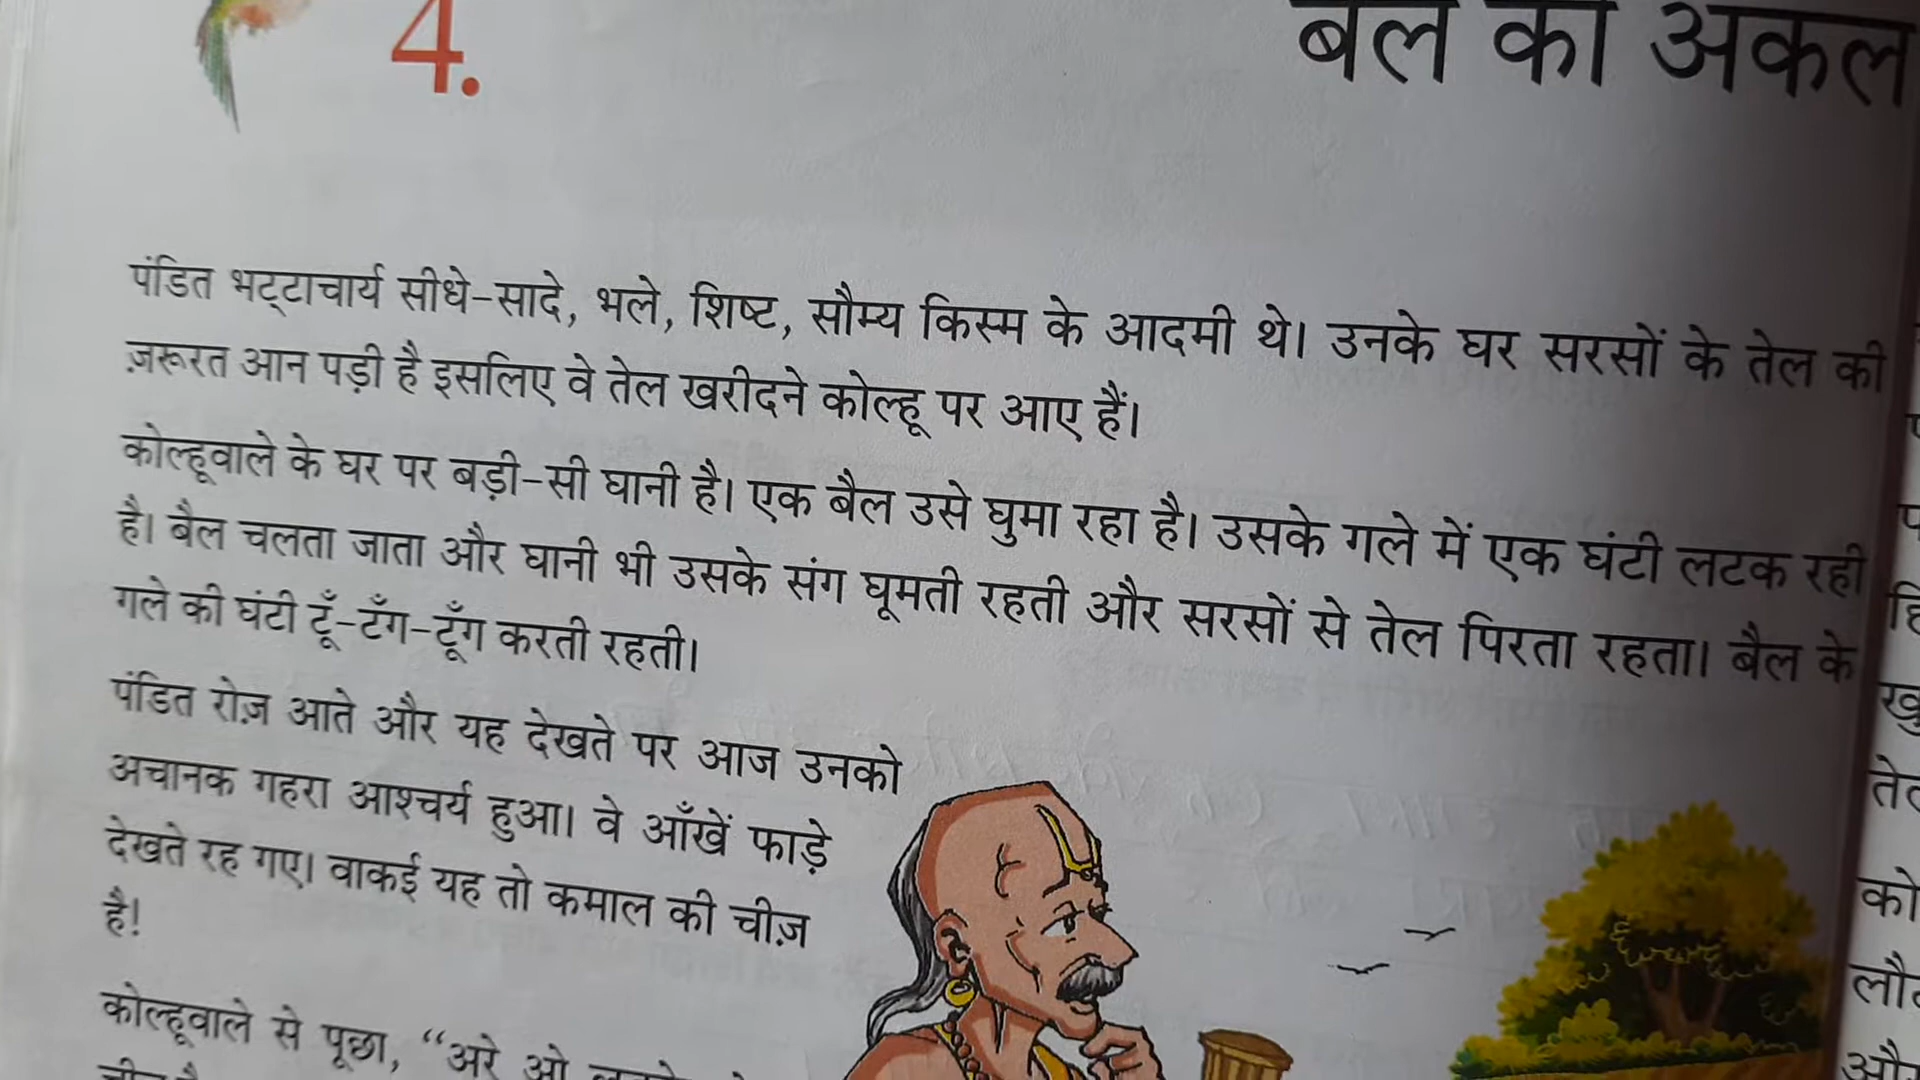 4.
बैल की अकल
पंडित भट्टाचार्य सीधे-सादे, भले, शिष्ट, सौम्य किस्म के आदमी थे। उनके घर सरसों के तेल की
ज़रूरत आन पड़ी है इसलिए वे तेल खरीदने कोल्हू पर आए हैं।
कोल्हूवाले के घर पर बड़ी-सी घानी है। एक बैल उसे घुमा रहा है। उसके गले में एक घंटी लटक रही
है। बैल चलता जाता और घानी भी उसके संग घूमती रहती और सरसों से तेल पिरता रहता। बैल के
गले की घंटी टूँ-टँग-टूँग करती रहती।
पंडित रोज़ आते और यह देखते पर आज उनको
अचानक गहरा आश्चर्य हुआ। वे आँखें फाड़े
देखते रह गए। वाकई यह तो कमाल की चीज़
है!
कोल्हूवाले से पूछा, “अरे ओ